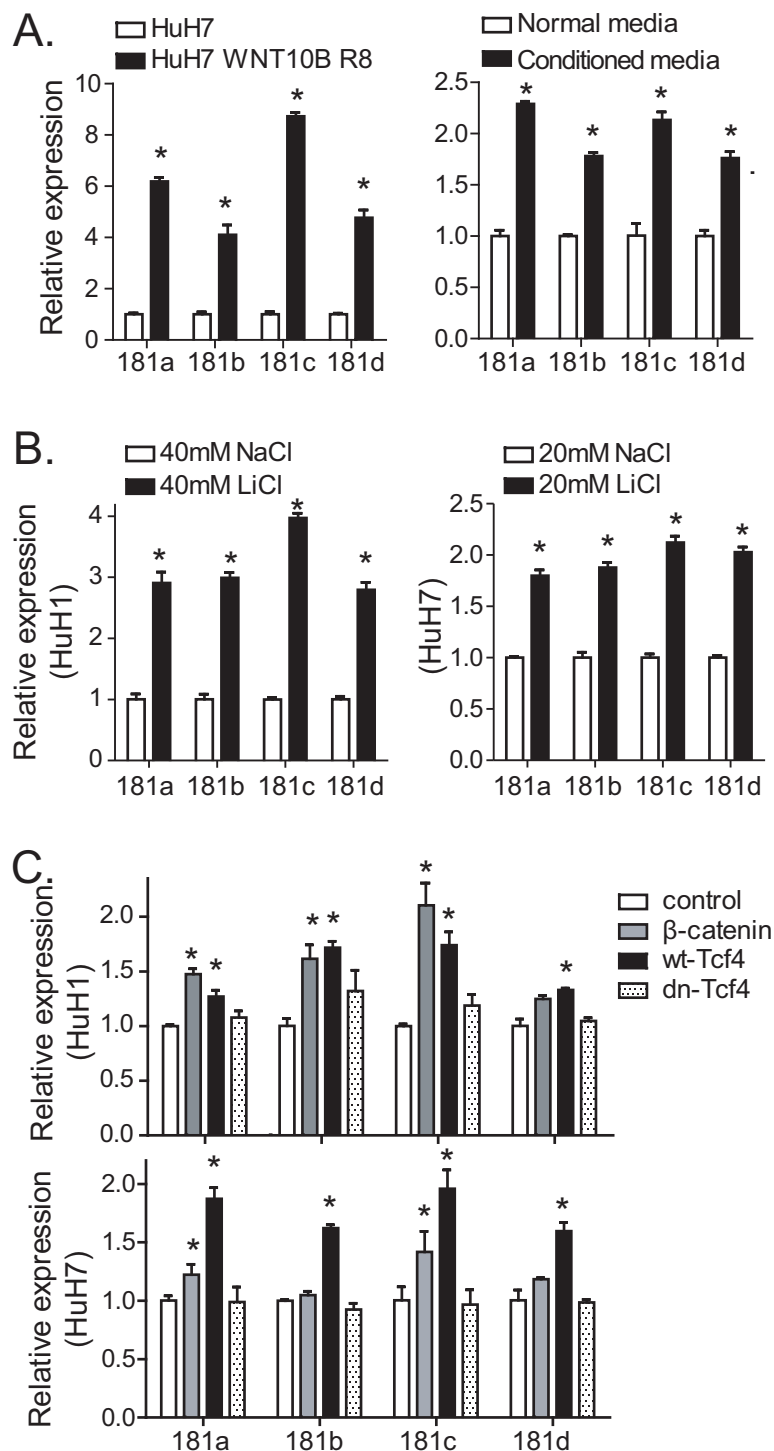 A.
HuH7
HuH7 WNT10B R8
Relative expression
10
8
6
4
2
0
* * * *
181a 181b 181c 181d
Normal media
Conditioned media
2.5
2.0
1.5
1.0
0.5
0.0
* * * *
181a 181b 181c 181d
B.
40mM NaCl
40mM LiCl
Relative expression
(HuH1)
4
3
2
1
0
* * * *
181a 181b 181c 181d
20mM NaCl
20mM LiCl
(HuH7)
2.5
2.0
1.5
1.0
0.5
0.0
* * * *
181a 181b 181c 181d
C.
control
β-catenin
wt-Tcf4
dn-Tcf4
Relative expression
(HuH1)
2.0
1.5
1.0
0.5
0.0
* * * * * * *
Relative expression
(HuH7)
2.0
1.5
1.0
0.5
0.0
* * * * * *
181a 181b 181c 181d